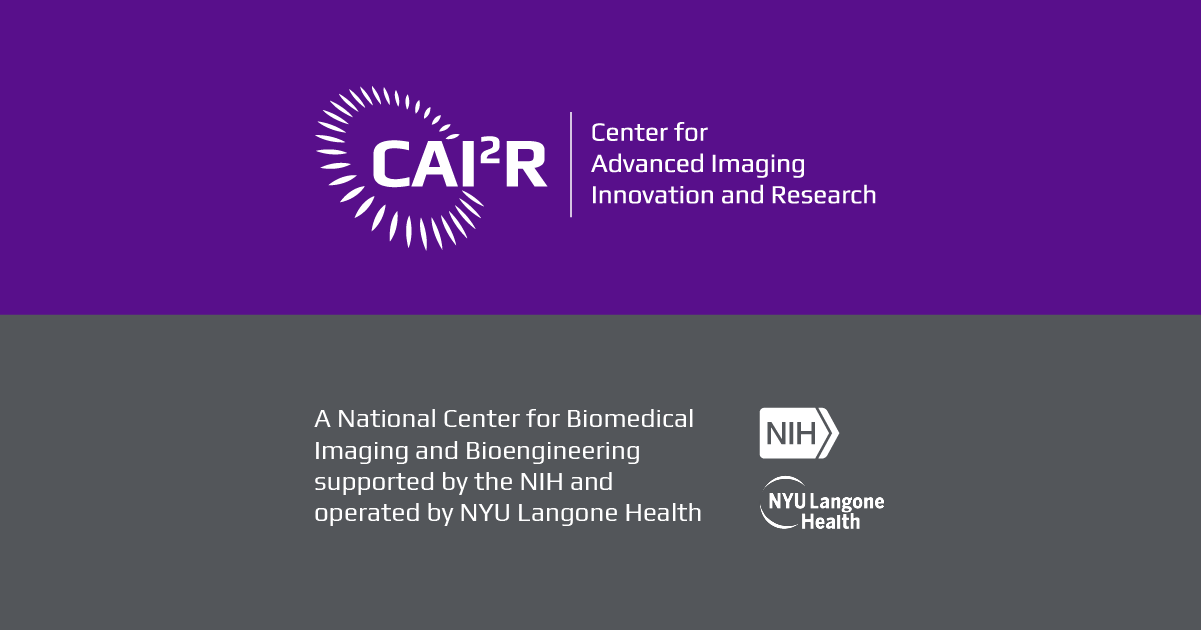 CAI²R
Center for
Advanced Imaging
Innovation and Research
A National Center for Biomedical
Imaging and Bioengineering
supported by the NIH and
operated by NYU Langone Health
NIH
NYU Langone
Health